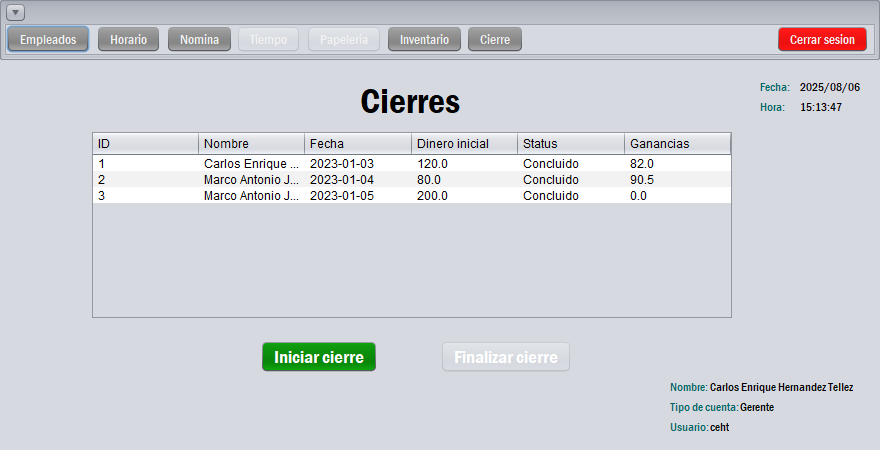 Empleados Horario Nomina Tiempo Papeleria Inventario Cierre Cerrar sesion
Fecha: 2025/08/06
Cierres
Hora: 15:13:47
ID Nombre Fecha Dinero inicial Status Ganancias
1 Carlos Enrique ... 2023-01-03 120.0 Concluido 82.0
2 Marco Antonio J... 2023-01-04 80.0 Concluido 90.5
3 Marco Antonio J... 2023-01-05 200.0 Concluido 0.0
Iniciar cierre Finalizar cierre
Nombre: Carlos Enrique Hernandez Tellez
Tipo de cuenta: Gerente
Usuario: ceht